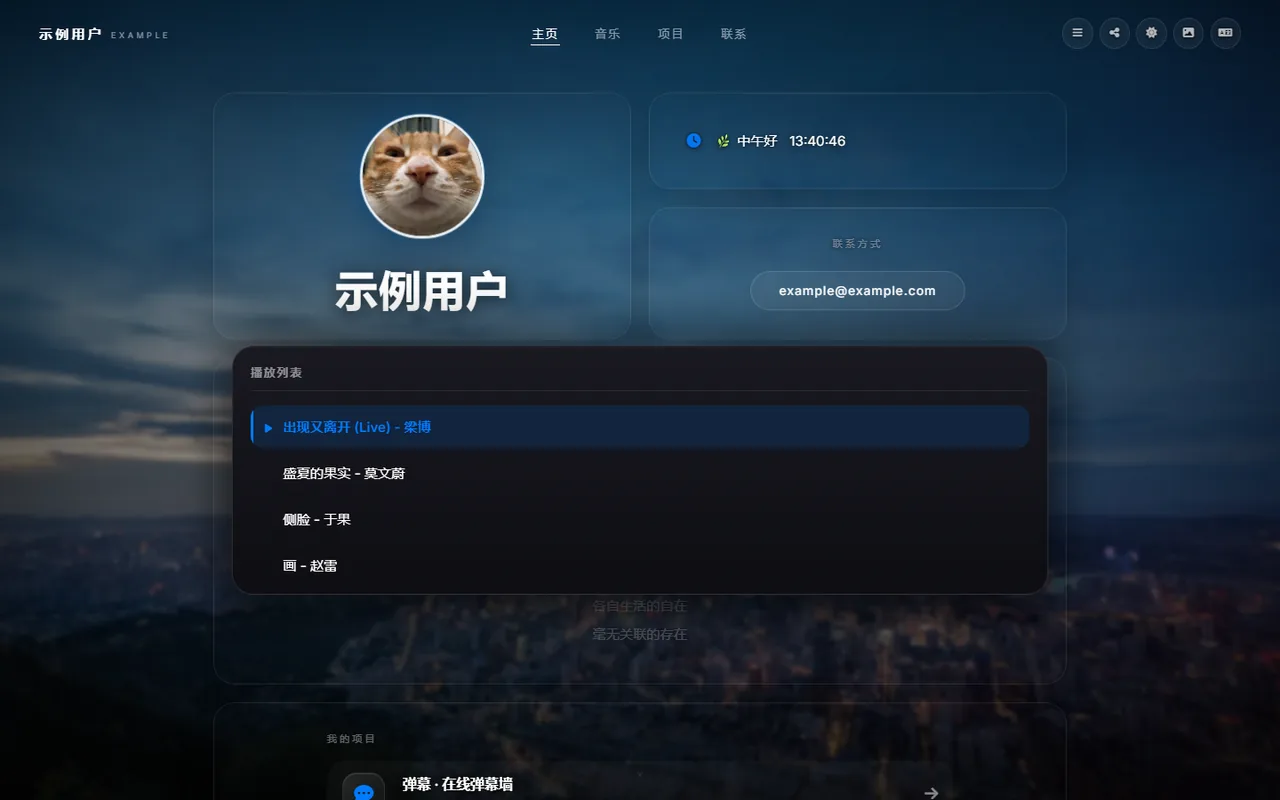 示例用户 EXAMPLE
主页 音乐 项目 联系
中午好 13:40:46
联系方式
example@example.com
示例用户
播放列表
出现又离开 (Live) - 梁博
盛夏的果实 - 莫文蔚
侧脸 - 于果
画 - 赵雷
各自生活的自在
毫无关联的存在
我的项目
弹幕 · 在线弹幕墙